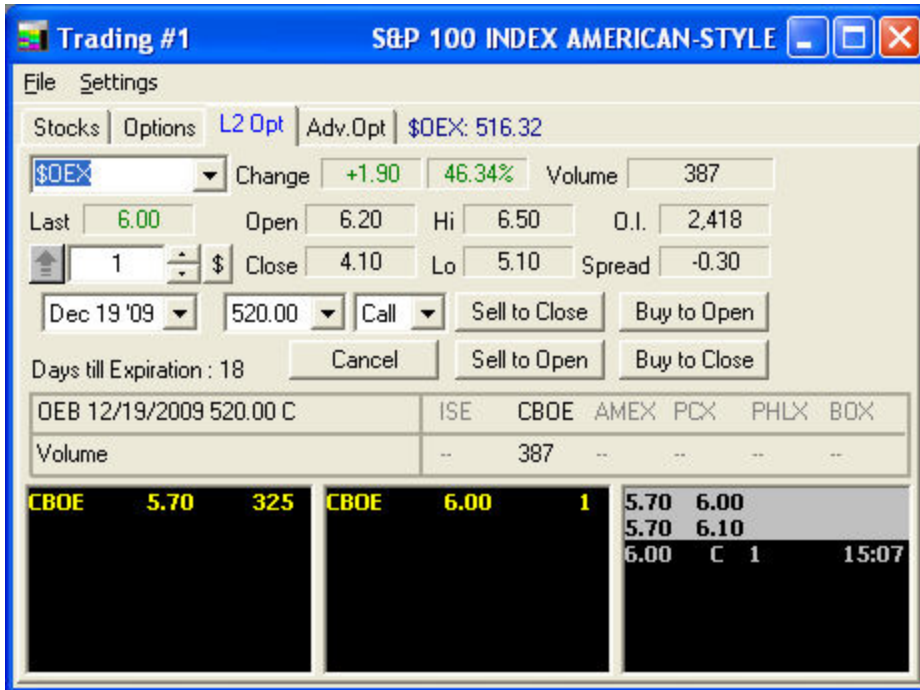 Trading #1 S&P 100 INDEX AMERICAN-STYLE
File Settings
Stocks Options L2 Opt Adv.Opt $OEX: 516.32
$OEX Change +1.90 46.34% Volume 387
Last 6.00 Open 6.20 Hi 6.50 O.I. 2,418
1 $ Close 4.10 Lo 5.10 Spread -0.30
Dec 19 '09 520.00 Call Sell to Close Buy to Open
Days till Expiration : 18 Cancel Sell to Open Buy to Close
OEB 12/19/2009 520.00 C ISE CBOE AMEX PCX PHLX BOX
Volume -- 387 -- -- -- --
CBOE 5.70 325 CBOE 6.00 1 5.70 6.00
5.70 6.10
6.00 C 1 15:07